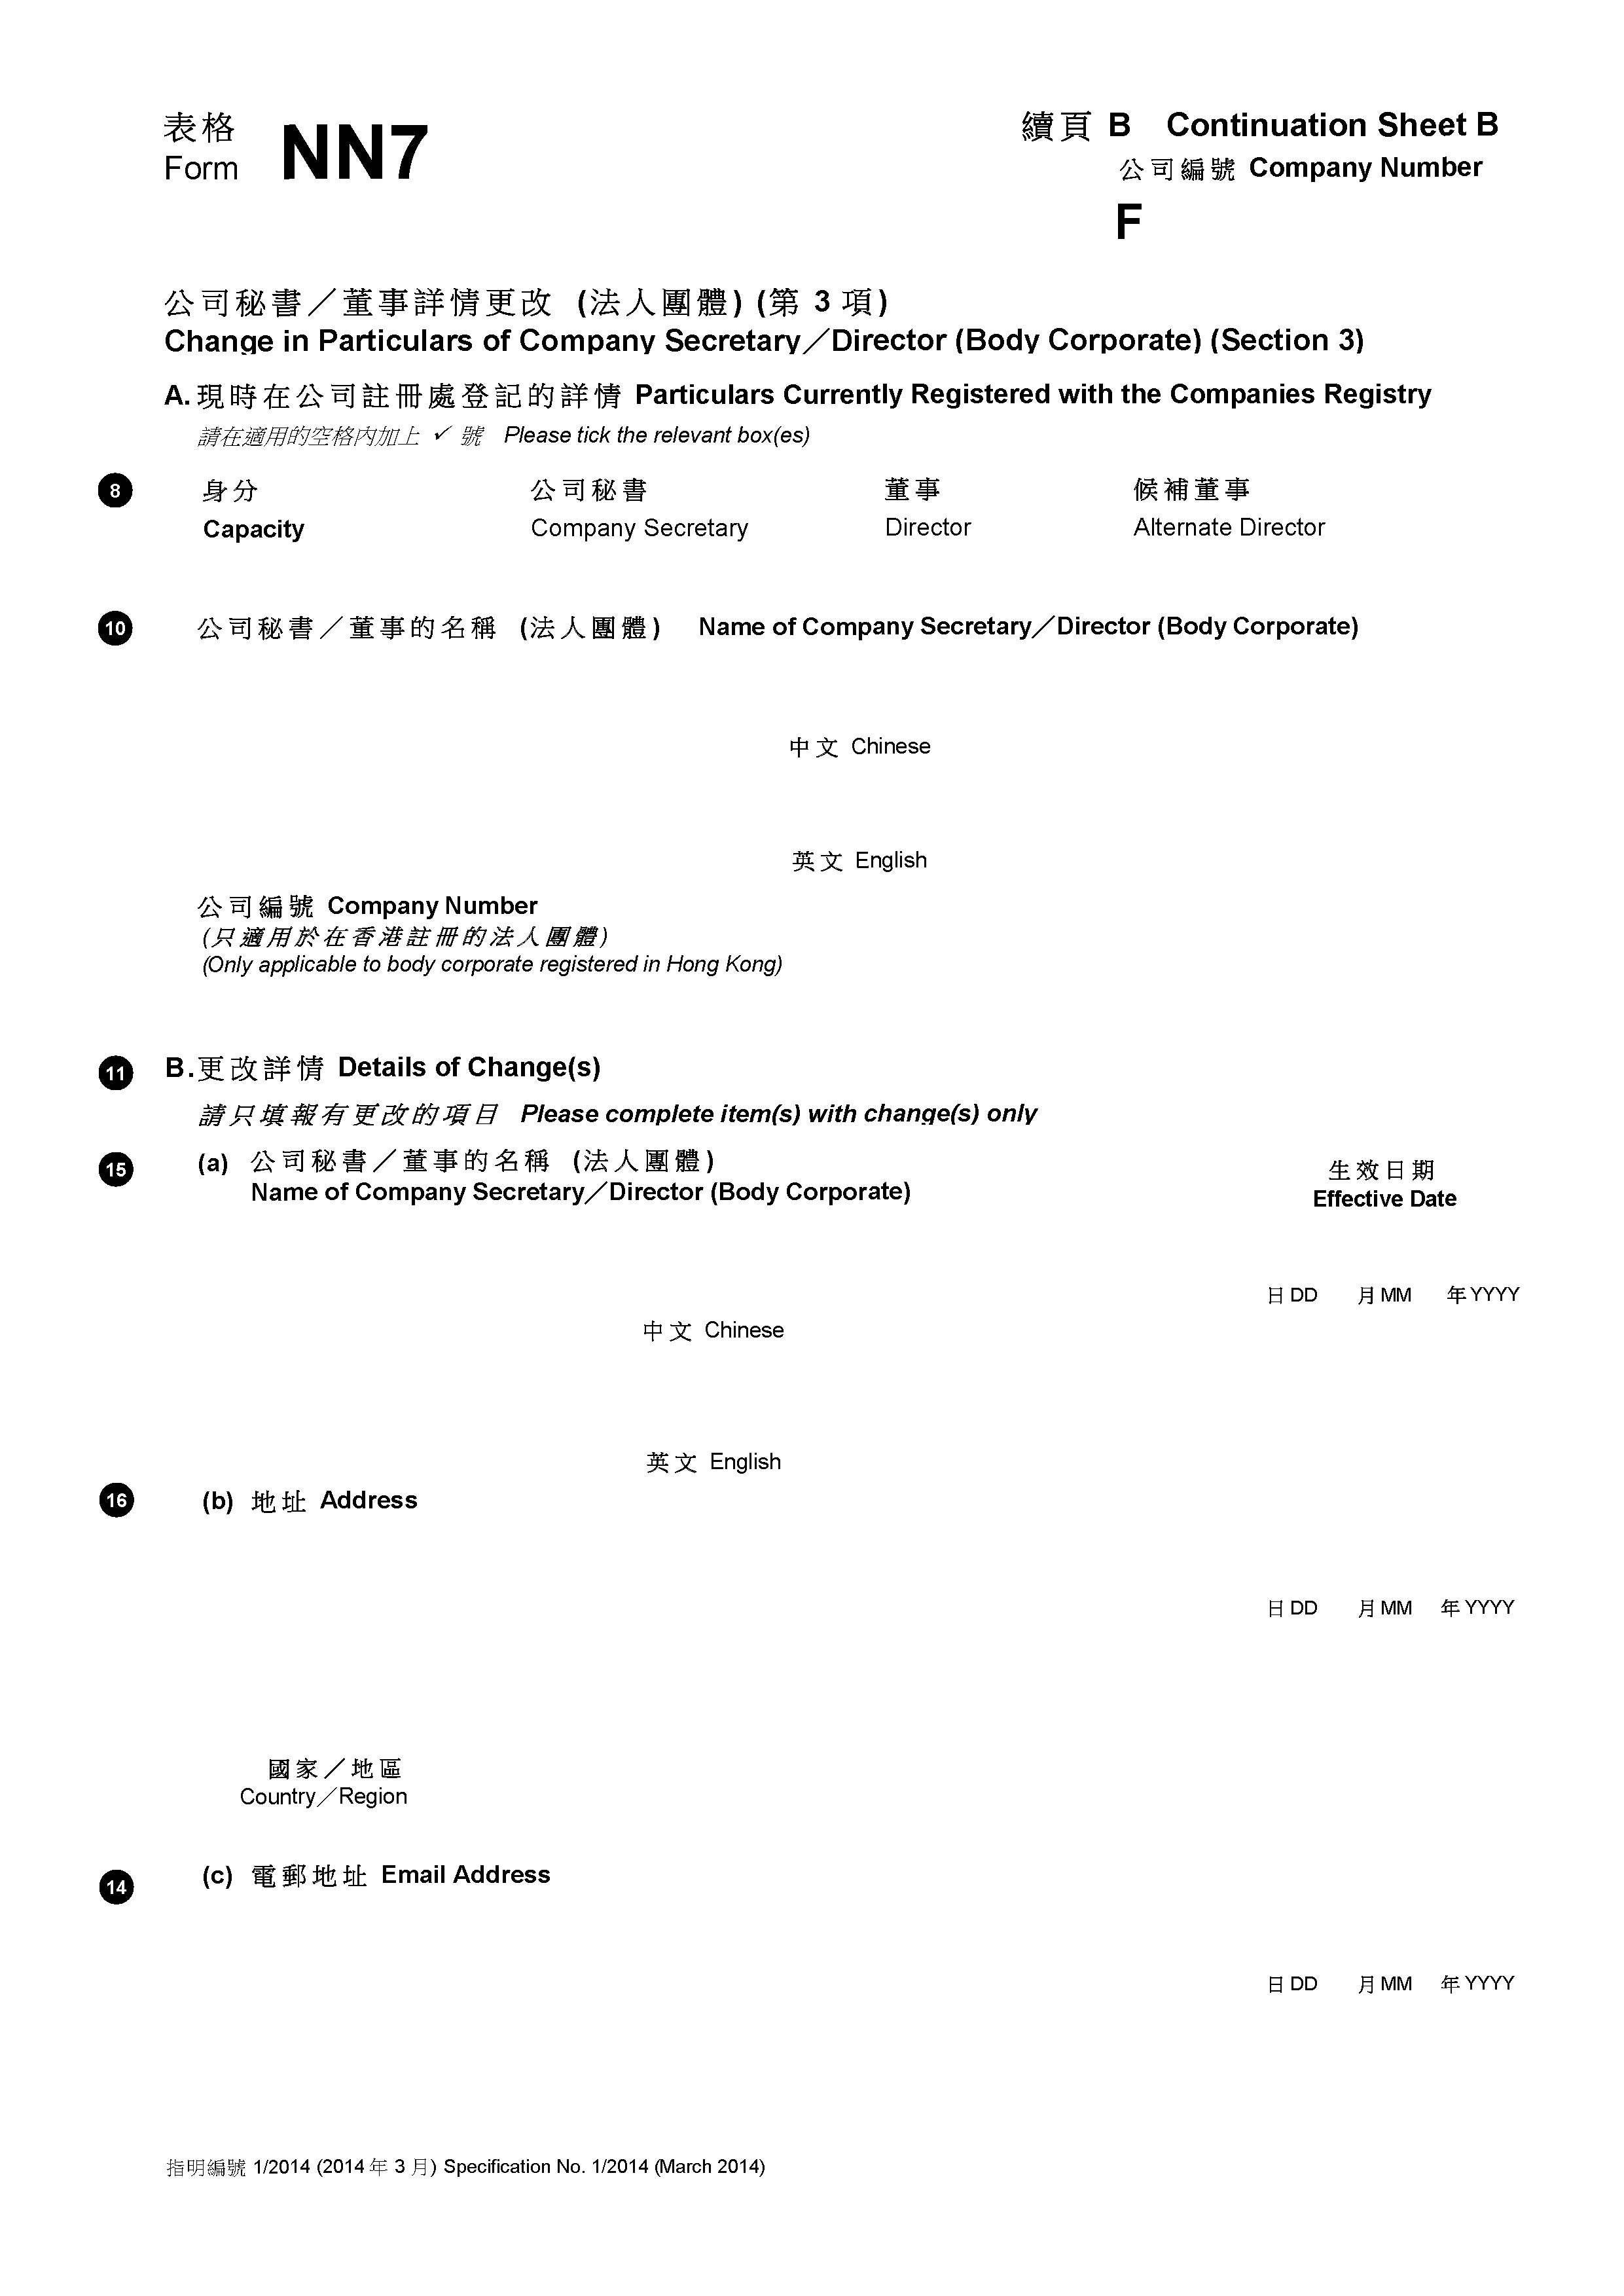 表格
Form NN7
續頁 B Continuation Sheet B
公司編號 Company Number
F
公司秘書／董事詳情更改 (法人團體) (第 3 項)
Change in Particulars of Company Secretary／Director (Body Corporate) (Section 3)
A. 現時在公司註冊處登記的詳情 Particulars Currently Registered with the Companies Registry
請在適用的空格內加上 ✓ 號 Please tick the relevant box(es)
8 身分 公司秘書 董事 候補董事
Capacity Company Secretary Director Alternate Director
10 公司秘書／董事的名稱 (法人團體) Name of Company Secretary／Director (Body Corporate)
中文 Chinese
英文 English
公司編號 Company Number
(只適用於在香港註冊的法人團體)
(Only applicable to body corporate registered in Hong Kong)
11 B. 更改詳情 Details of Change(s)
請只填報有更改的項目 Please complete item(s) with change(s) only
15 (a) 公司秘書／董事的名稱 (法人團體)
Name of Company Secretary／Director (Body Corporate)
生效日期
Effective Date
日 DD 月 MM 年 YYYY
中文 Chinese
英文 English
16 (b) 地址 Address
日 DD 月 MM 年 YYYY
國家／地區
Country／Region
14 (c) 電郵地址 Email Address
日 DD 月 MM 年 YYYY
指明編號 1/2014 (2014 年 3 月) Specification No. 1/2014 (March 2014)